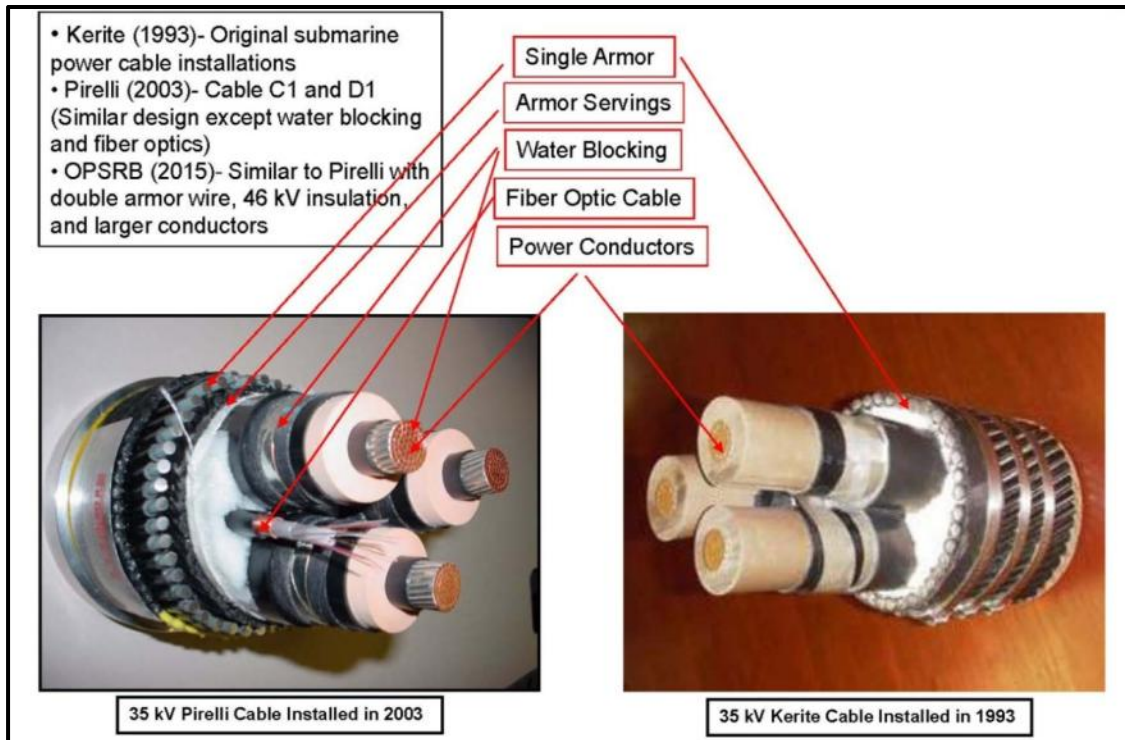 • Kerite (1993)- Original submarine
power cable installations
• Pirelli (2003)- Cable C1 and D1
(Similar design except water blocking
and fiber optics)
• OPSRB (2015)- Similar to Pirelli with
double armor wire, 46 kV insulation,
and larger conductors
Single Armor
Armor Servings
Water Blocking
Fiber Optic Cable
Power Conductors
35 kV Pirelli Cable Installed in 2003
35 kV Kerite Cable Installed in 1993